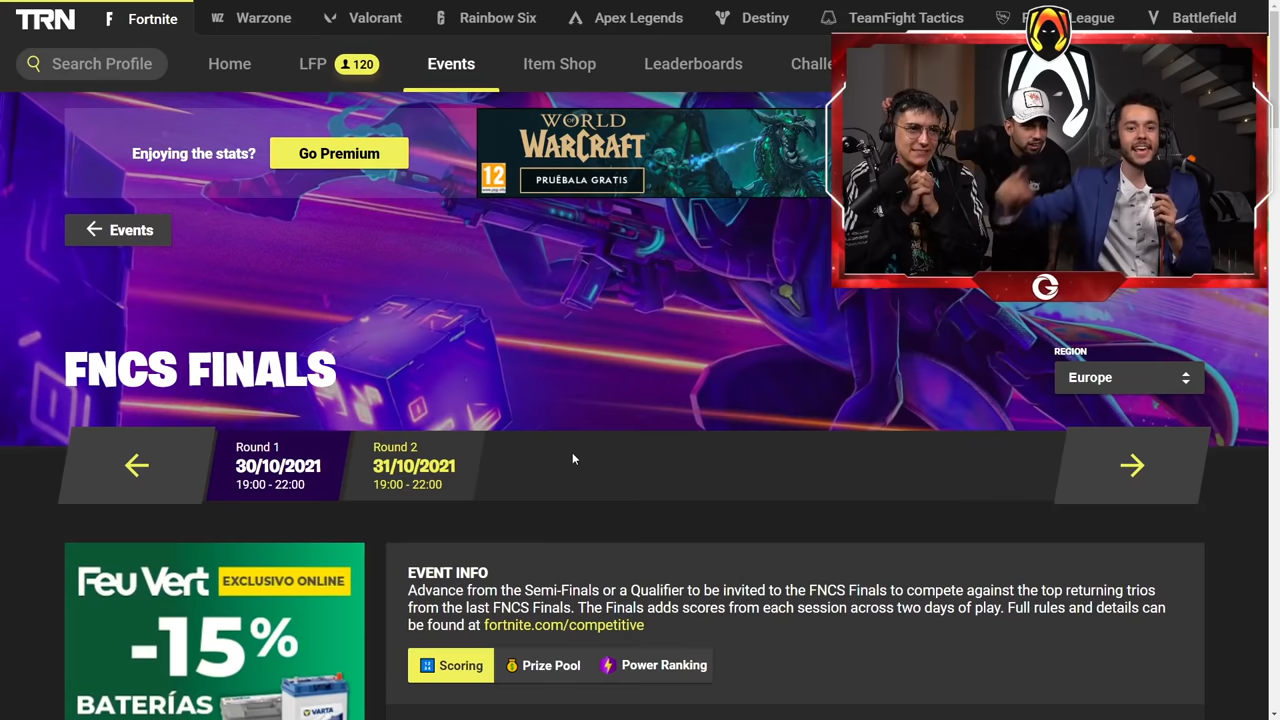 TRN
Fortnite
WZ Warzone
Valorant
Rainbow Six
Apex Legends
Destiny
TeamFight Tactics
League
Battlefield
Search Profile
Home
LFP
120
Events
Item Shop
Leaderboards
Challe
Enjoying the stats?
Go Premium
WORLD
OF
WARCRAFT
12
PRUÉBALA GRATIS
Events
FNCS FINALS
REGION
Europe
Round 1
30/10/2021
19:00 - 22:00
Round 2
31/10/2021
19:00 - 22:00
Feu Vert
EXCLUSIVO ONLINE
-15%
BATERÍAS
VARTA
EVENT INFO
Advance from the Semi-Finals or a Qualifier to be invited to the FNCS Finals to compete against the top returning trios
from the last FNCS Finals. The Finals adds scores from each session across two days of play. Full rules and details can
be found at fortnite.com/competitive
Scoring
Prize Pool
Power Ranking